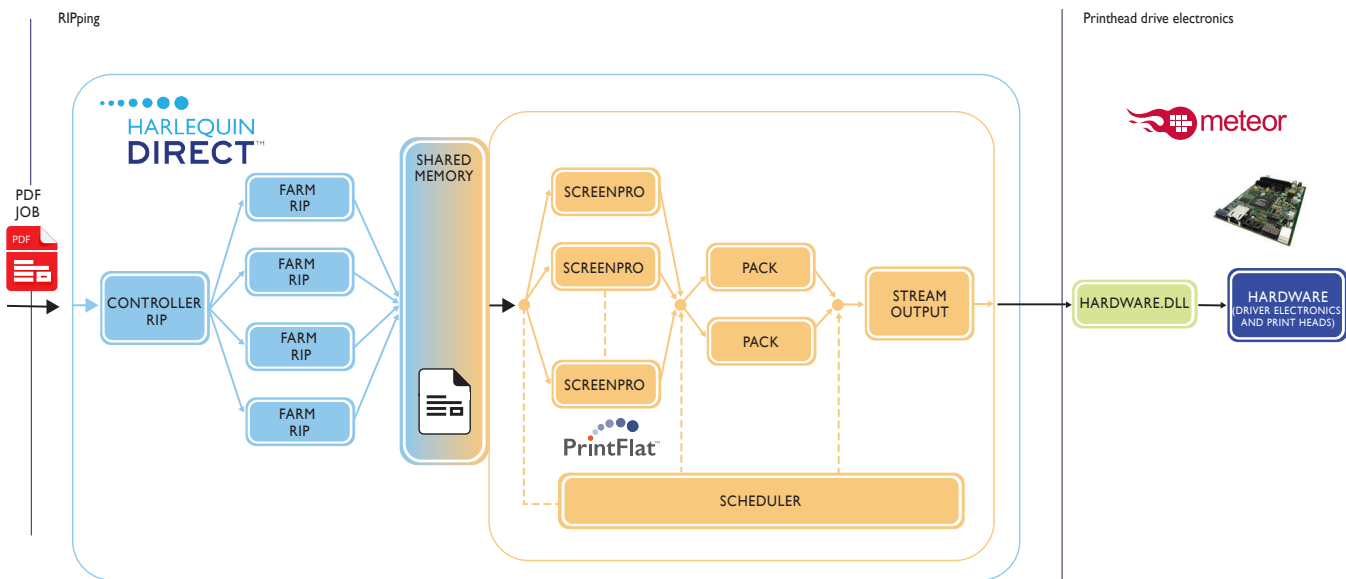 RIPping
Printhead drive electronics
HARLEQUIN
DIRECT™
meteor
PDF
JOB
PDF
CONTROLLER
RIP
FARM
RIP
FARM
RIP
FARM
RIP
FARM
RIP
SHARED
MEMORY
SCREENPRO
SCREENPRO
SCREENPRO
PrintFlat™
PACK
PACK
STREAM
OUTPUT
SCHEDULER
HARDWARE.DLL
HARDWARE
(DRIVER ELECTRONICS
AND PRINT HEADS)